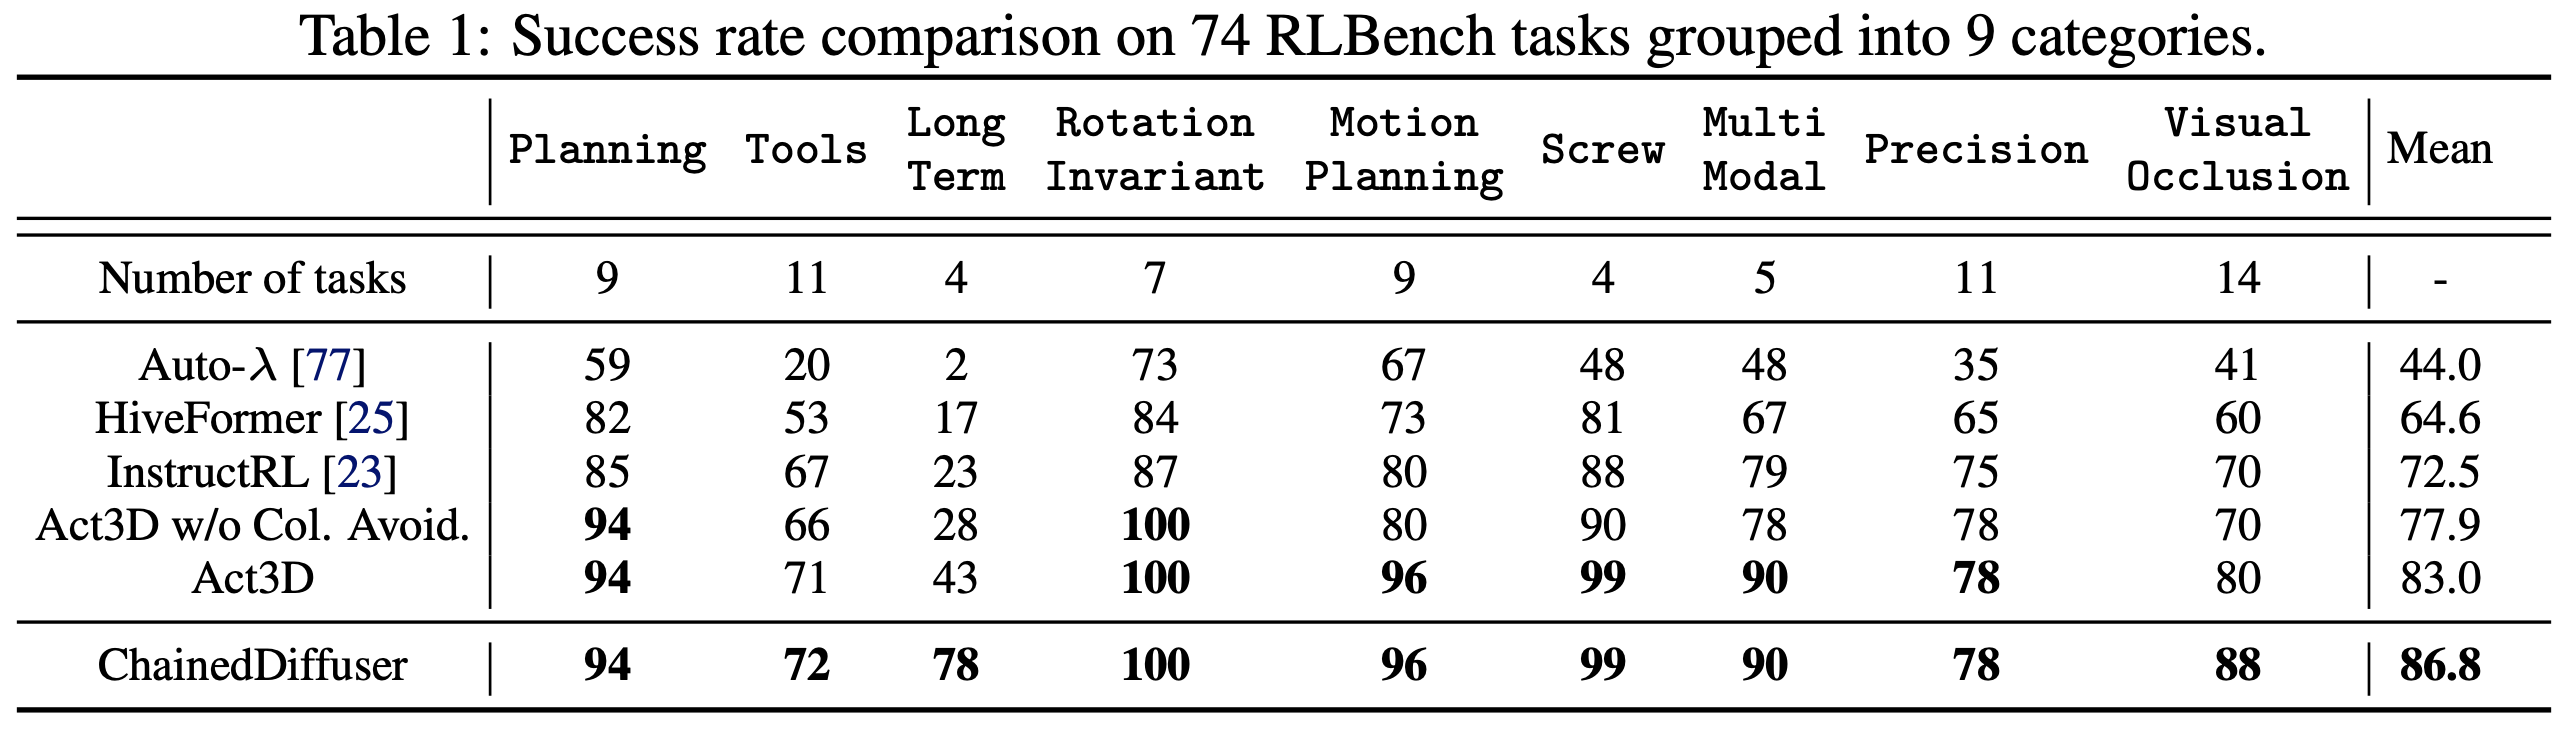 Table 1: Success rate comparison on 74 RLBench tasks grouped into 9 categories.
Planning Tools Long Term Rotation Invariant Motion Planning Screw Multi Modal Precision Visual Occlusion Mean
Number of tasks 9 11 4 7 9 4 5 11 14 -
Auto-λ [77] 59 20 2 73 67 48 48 35 41 44.0
HiveFormer [25] 82 53 17 84 73 81 67 65 60 64.6
InstructRL [23] 85 67 23 87 80 88 79 75 70 72.5
Act3D w/o Col. Avoid. 94 66 28 100 80 90 78 78 70 77.9
Act3D 94 71 43 100 96 99 90 78 80 83.0
ChainedDiffuser 94 72 78 100 96 99 90 78 88 86.8